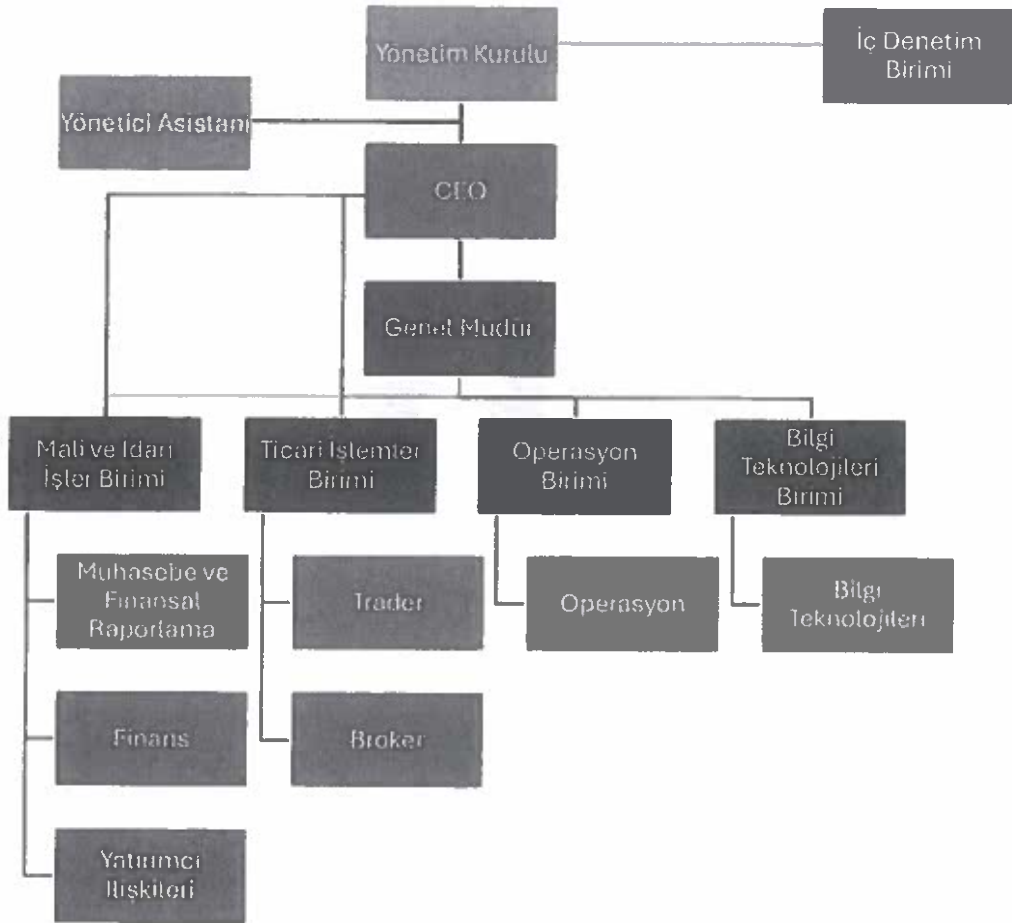 Yönetim Kurulu
İç Denetim
Birimi
Yönetici Asistanı
CEO
Genel Müdür
Mali ve İdari
İşler Birimi
Ticari İşlemler
Birimi
Operasyon
Birimi
Bilgi
Teknolojileri
Birimi
Muhasebe ve
Finansal
Raporlama
Trader
Operasyon
Bilgi
Teknolojileri
Finans
Broker
Yatırımcı
İlişkileri